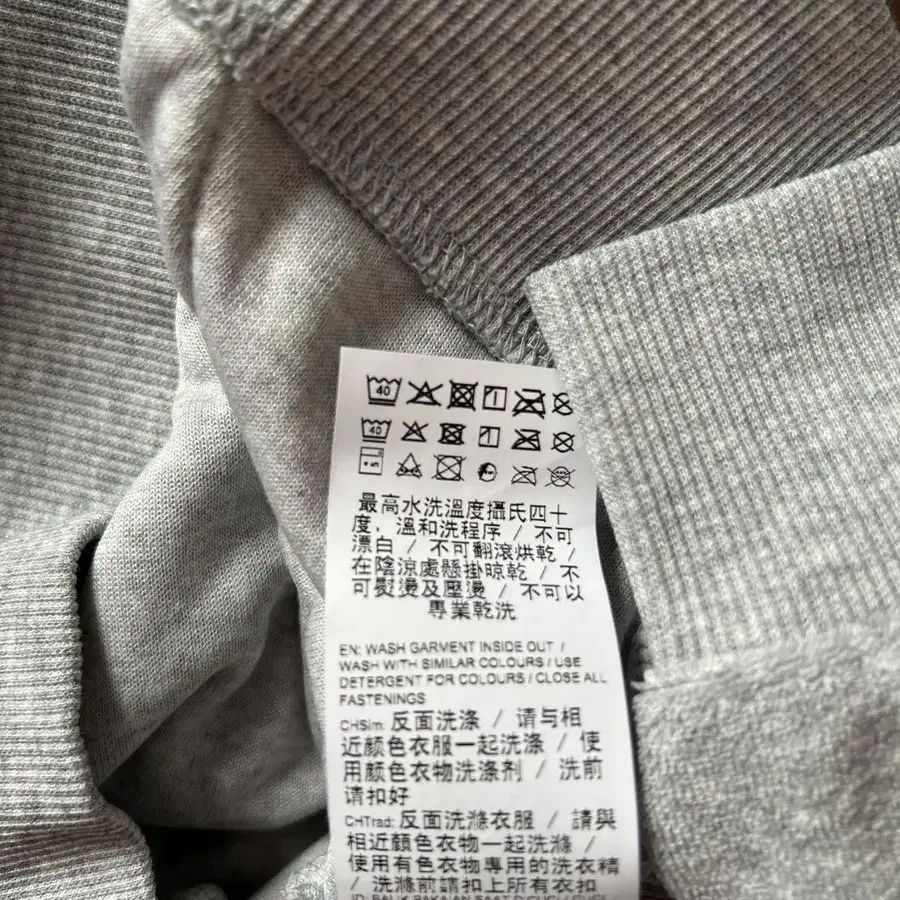 40
40
最高水洗溫度攝氏四十
度，溫和洗程序 / 不可
漂白 / 不可翻滾烘乾 /
在陰涼處懸掛晾乾 / 不
可熨燙及壓燙 / 不可以
專業乾洗
EN: WASH GARMENT INSIDE OUT /
WASH WITH SIMILAR COLOURS / USE
DETERGENT FOR COLOURS / CLOSE ALL
FASTENINGS
CHSim: 反面洗涤 / 请与相
近颜色衣服一起洗涤 / 使
用颜色衣物洗涤剂 / 洗前
请扣好
CHTrad: 反面洗滌衣服 / 請與
相近顏色衣物一起洗滌 /
使用有色衣物專用的洗衣精
/ 洗滌前請扣上所有衣扣